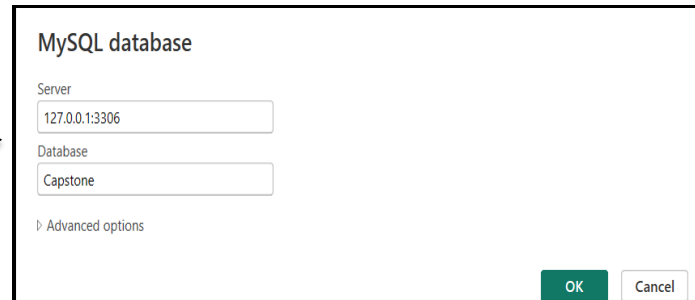 MySQL database
Server
127.0.0.1:3306
Database
Capstone
Advanced options
OK Cancel